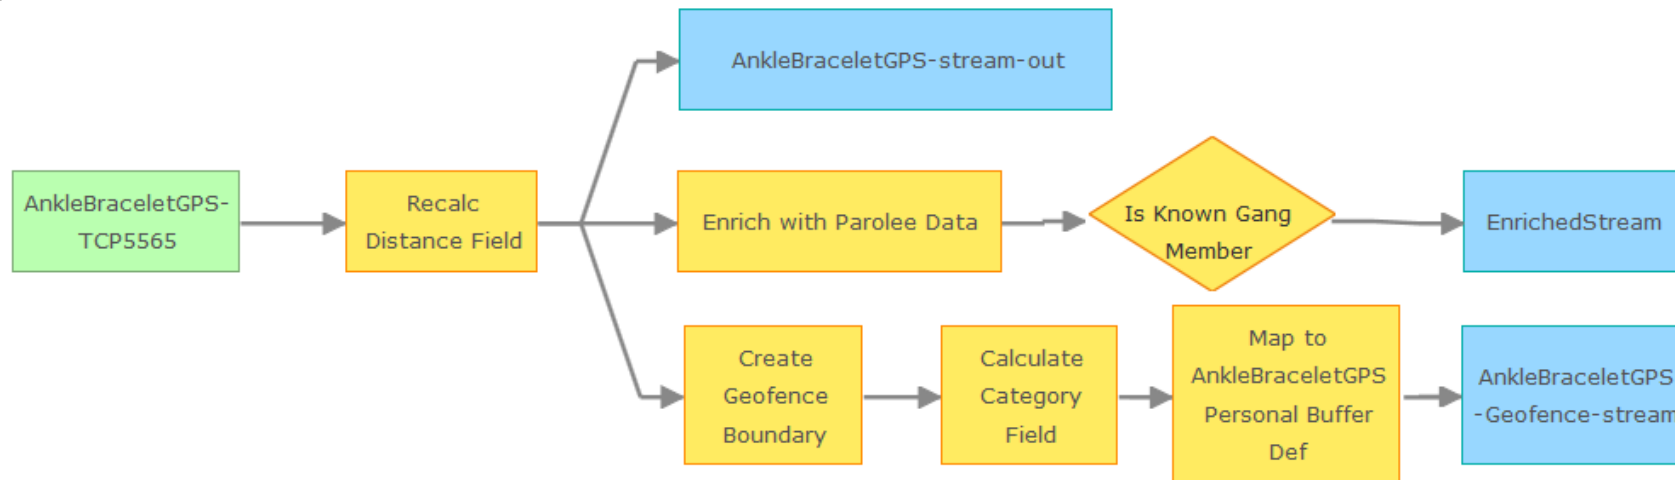 AnkleBraceletGPS-stream-out
AnkleBraceletGPS-
TCP5565
Recalc
Distance Field
Enrich with Parolee Data
Is Known Gang
Member
EnrichedStream
Create
Geofence
Boundary
Calculate
Category
Field
Map to
AnkleBraceletGPS
Personal Buffer
Def
AnkleBraceletGPS
-Geofence-stream